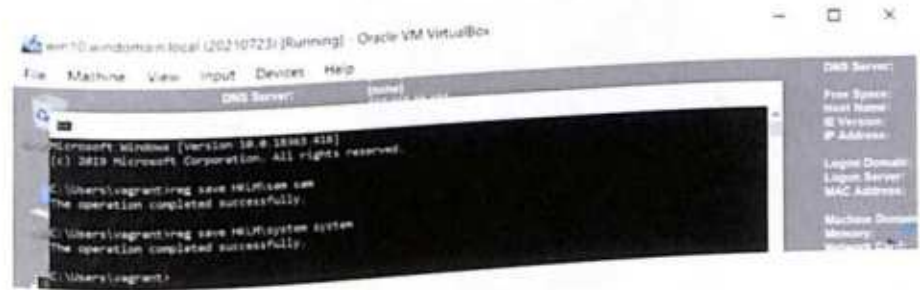 win10.windomain.local (20210723) [Running] - Oracle VM VirtualBox
File Machine View Input Devices Help
DNS Server: (none)
DNS Server:
Free Space:
Host Name:
IE Version:
IP Address:
Logon Domain:
Logon Server:
MAC Address:
Machine Domain
Memory:
Microsoft Windows [Version 10.0.18363.418]
(c) 2019 Microsoft Corporation. All rights reserved.
C:\Users\vagrant>reg save HKLM\sam sam
The operation completed successfully.
C:\Users\vagrant>reg save HKLM\system system
The operation completed successfully.
C:\Users\vagrant>